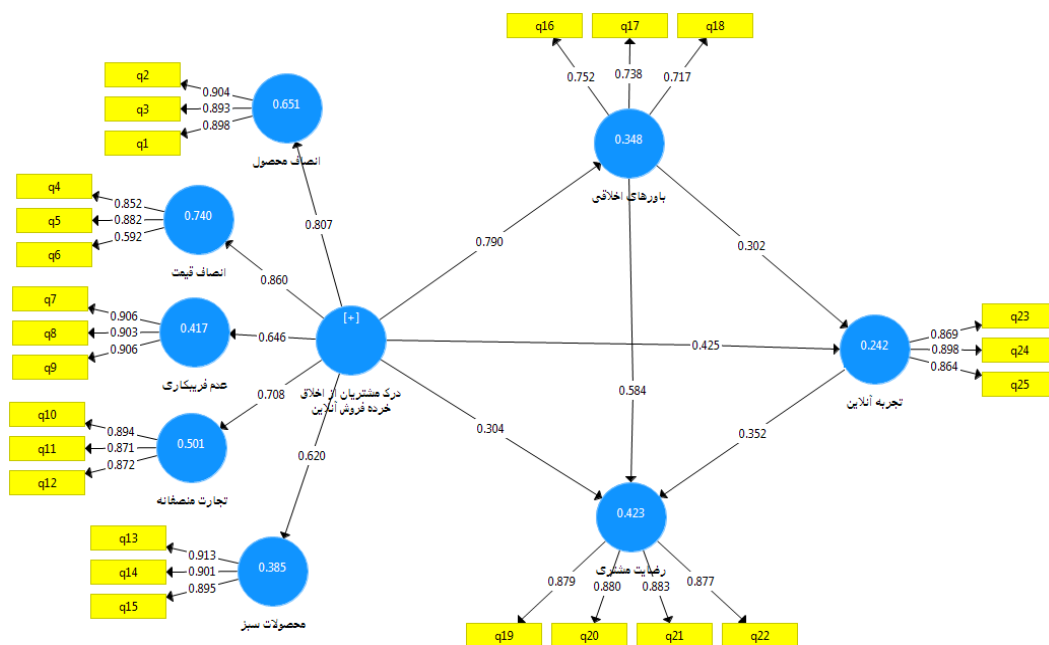 q16
q17
q18
0.752
0.738
0.717
0.348
باورهای اخلاقی
q2
q3
q1
0.904
0.893
0.898
0.651
انصاف محصول
q4
q5
q6
0.852
0.882
0.592
0.740
انصاف قیمت
q7
q8
q9
0.906
0.903
0.906
0.417
عدم فریبکاری
q10
q11
q12
0.894
0.871
0.872
0.501
تجارت منصفانه
q13
q14
q15
0.913
0.901
0.895
0.385
محصولات سبز
0.807
0.860
0.646
0.708
0.620
[+]
درک مشتریان از اخلاق
خرده فروش آنلاین
0.790
0.425
0.304
0.302
0.584
0.352
0.242
تجربه آنلاین
0.869
0.898
0.864
q23
q24
q25
0.423
رضایت مشتری
0.879
0.880
0.883
0.877
q19
q20
q21
q22